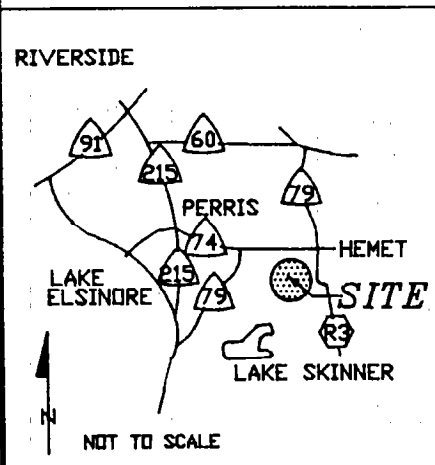 RIVERSIDE
91
60
215
79
PERRIS
74
HEMET
LAKE
ELSINORE
215
79
SITE
R3
LAKE SKINNER
N
NOT TO SCALE